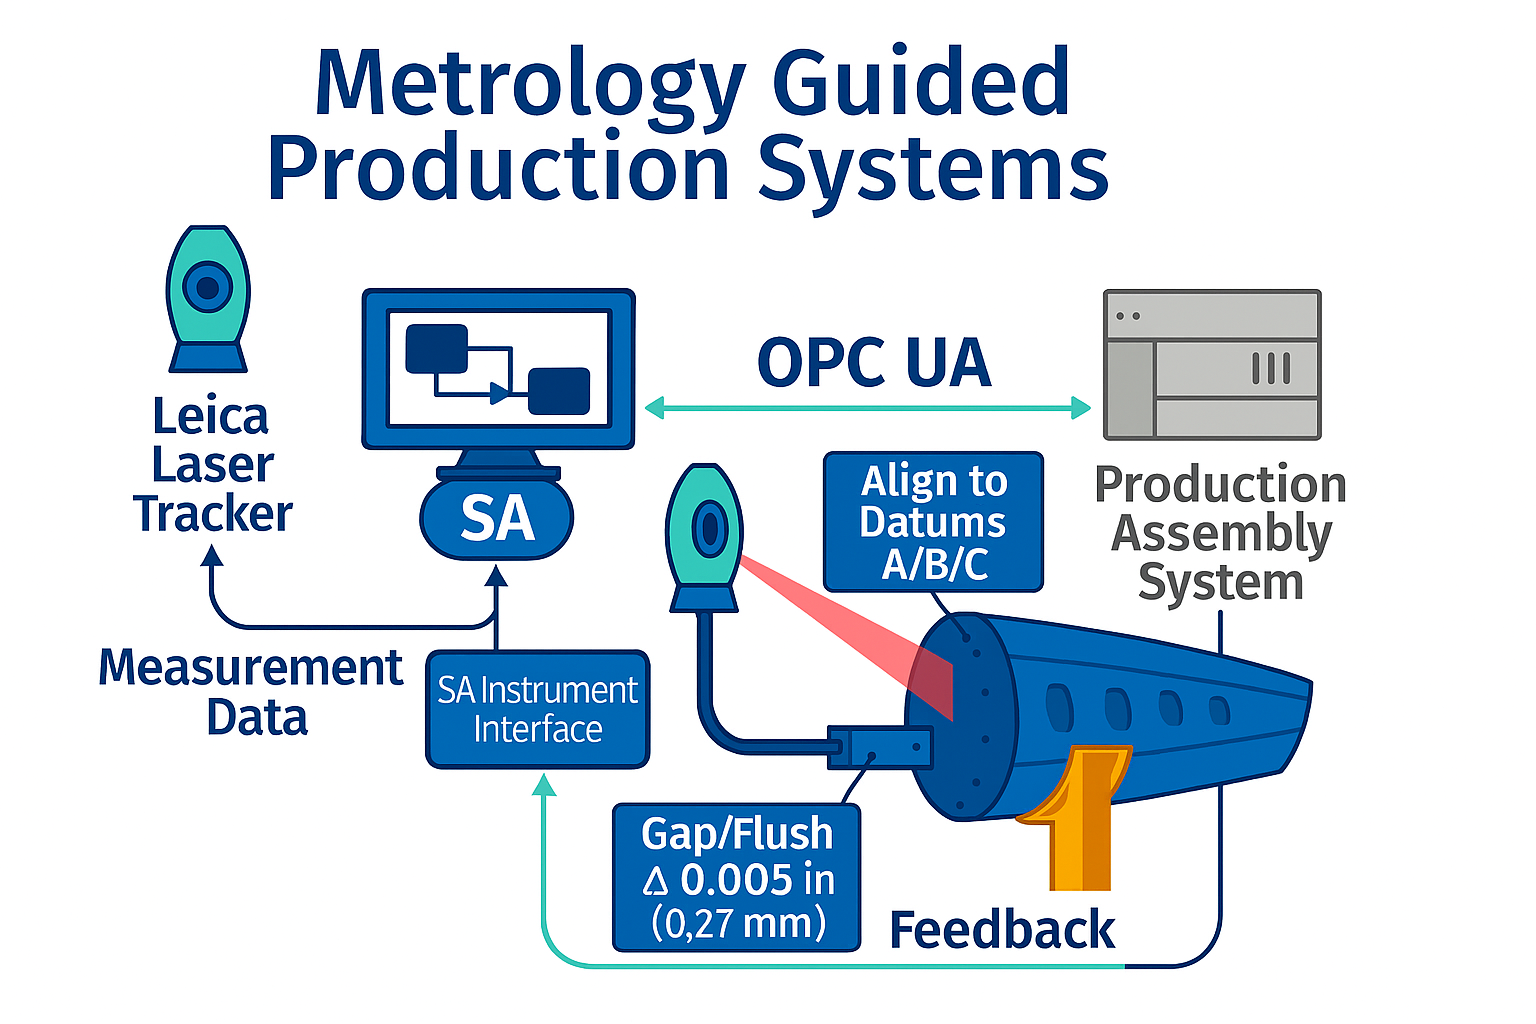 Metrology Guided
Production Systems
Leica
Laser
Tracker
SA
OPC UA
Production
Assembly
System
Align to
Datums
A/B/C
Measurement
Data
SA Instrument
Interface
Gap/Flush
Δ 0.005 in
(0,27 mm)
Feedback